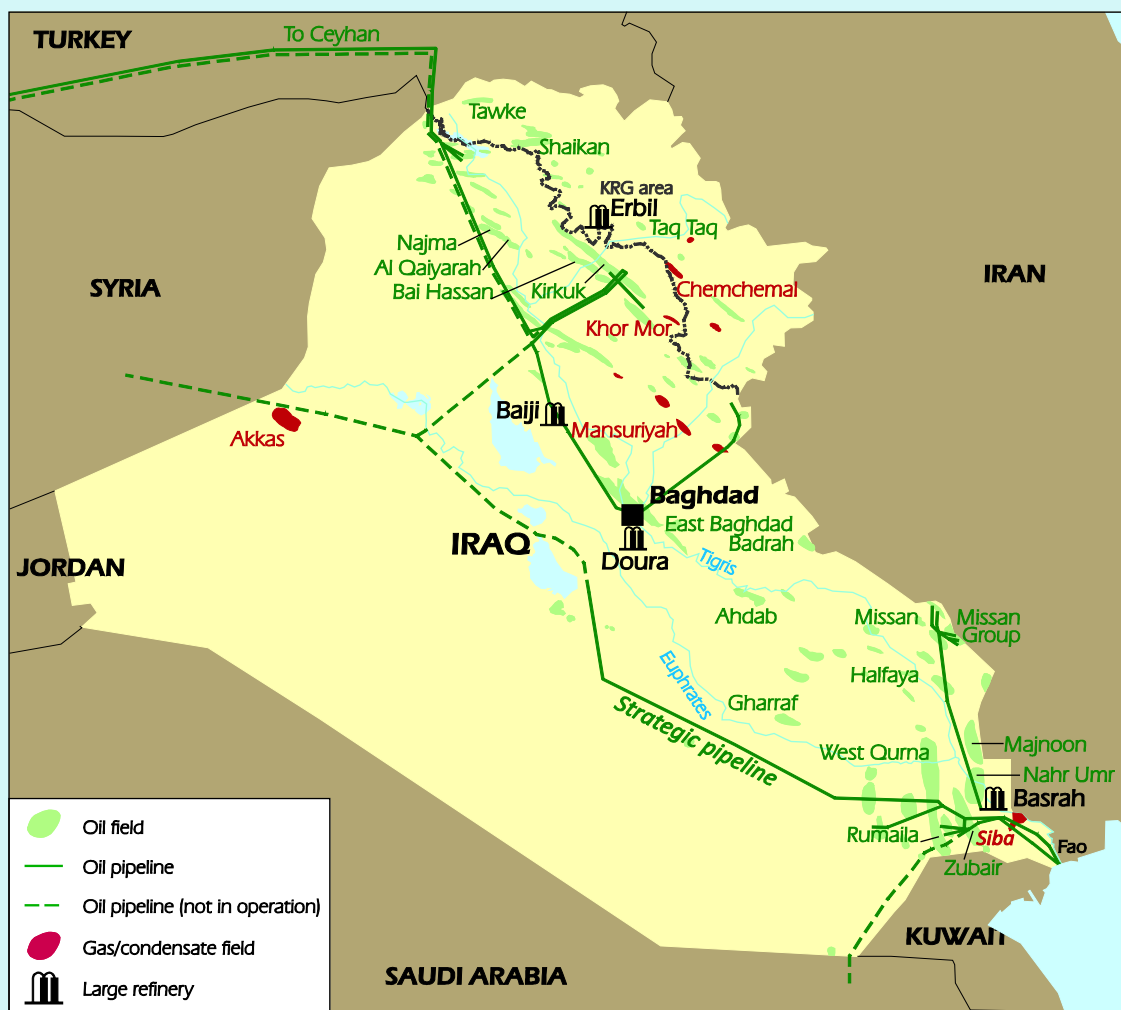 TURKEY
To Ceyhan
Tawke
Shaikan
KRG area
Erbil
Taq Taq
Najma
Al Qaiyarah
Bai Hassan
Kirkuk
Chemchemal
Khor Mor
SYRIA
IRAN
Baiji
Mansuriyah
Akkas
Baghdad
East Baghdad
Badrah
IRAQ
Doura
Tigris
JORDAN
Ahdab
Missan
Missan
Group
Halfaya
Euphrates
Gharraf
Strategic pipeline
West Qurna
Majnoon
Nahr Umr
Basrah
Rumaila
Siba
Fao
Zubair
KUWAIT
SAUDI ARABIA
Oil field
Oil pipeline
Oil pipeline (not in operation)
Gas/condensate field
Large refinery